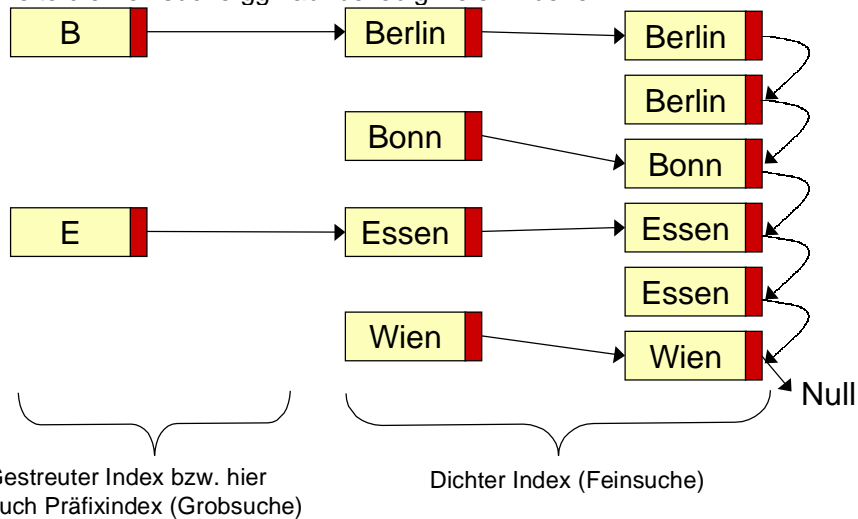 B Berlin Berlin
Berlin
Bonn
Bonn
E Essen Essen
Essen
Wien
Wien
Null
Gestreuter Index bzw. hier
auch Präfixindex (Grobsuche)
Dichter Index (Feinsuche)